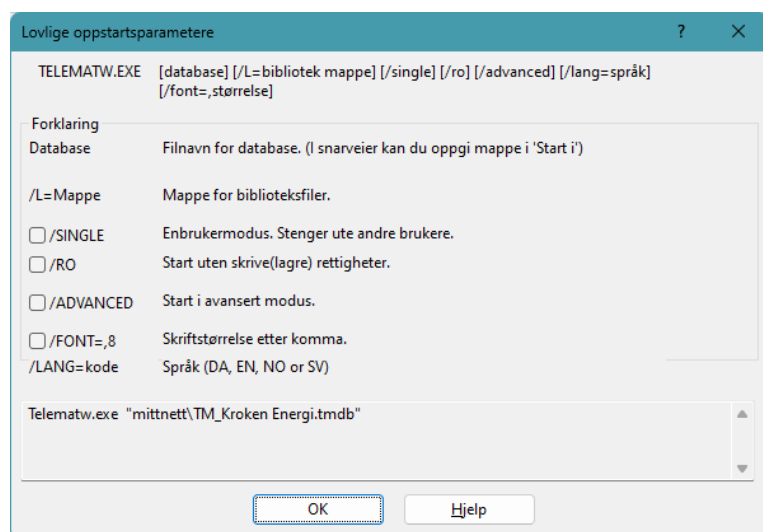 Lovlige oppstartsparametere
TELEMATW.EXE [database] [/L=bibliotek mappe] [/single] [/ro] [/advanced] [/lang=språk]
[/font=,størrelse]
Forklaring
Database Filnavn for database. (I snarveier kan du oppgi mappe i 'Start i')
/L=Mappe Mappe for biblioteksfiler.
/SINGLE Enbrukermodus. Stenger ute andre brukere.
/RO Start uten skrive(lagre) rettigheter.
/ADVANCED Start i avansert modus.
/FONT=,8 Skriftstørrelse etter komma.
/LANG=kode Språk (DA, EN, NO or SV)
Telematw.exe "mittnett\TM_Kroken Energi.tmdb"
OK Hjelp